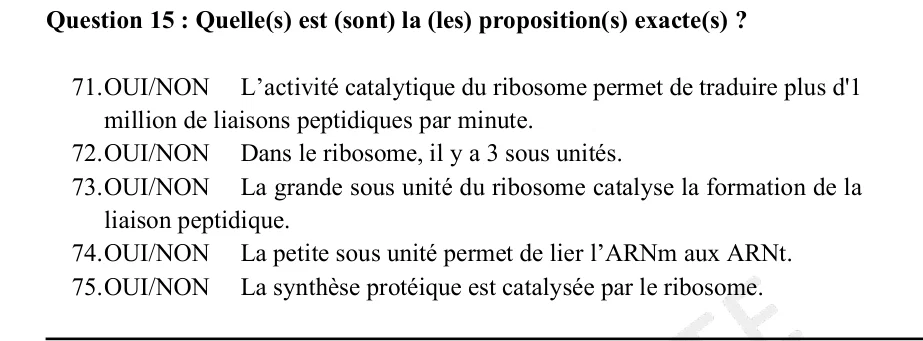 Question 15 : Quelle(s) est (sont) la (les) proposition(s) exacte(s) ?
71.OUI/NON L’activité catalytique du ribosome permet de traduire plus d'1
million de liaisons peptidiques par minute.
72.OUI/NON Dans le ribosome, il y a 3 sous unités.
73.OUI/NON La grande sous unité du ribosome catalyse la formation de la
liaison peptidique.
74.OUI/NON La petite sous unité permet de lier l’ARNm aux ARNt.
75.OUI/NON La synthèse protéique est catalysée par le ribosome.